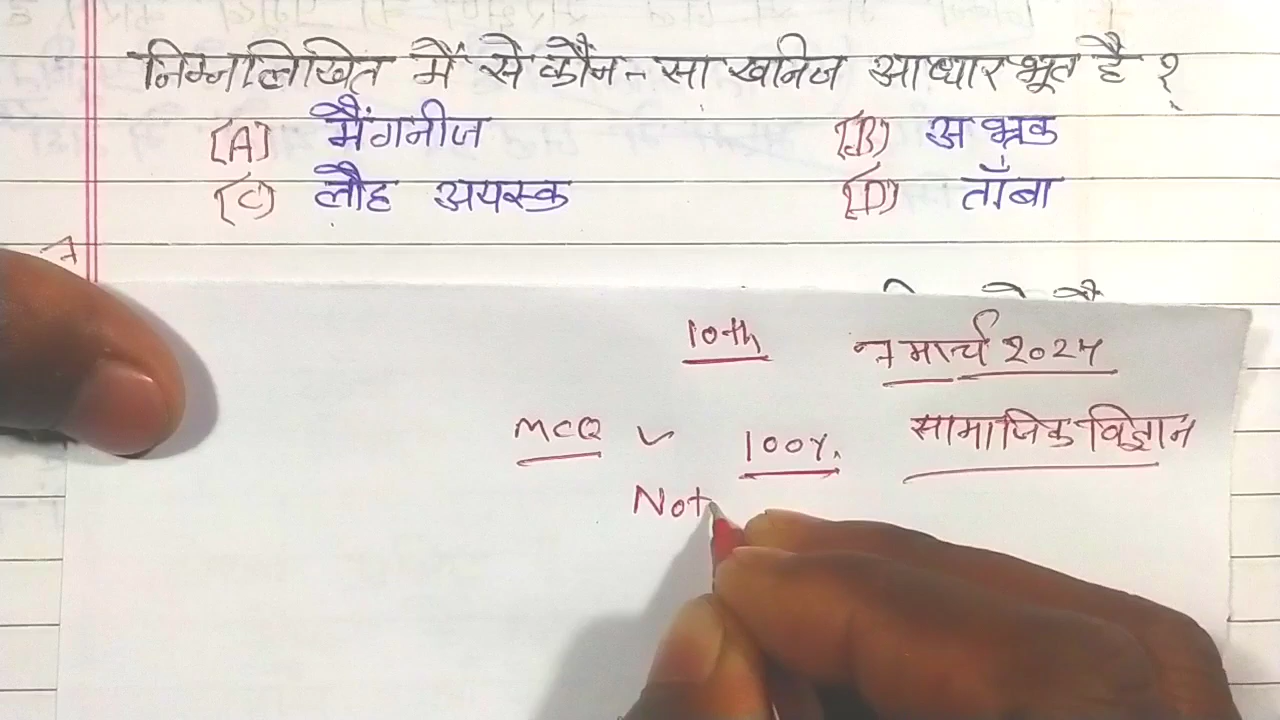 निम्नलिखित में से कौन-सा खनिज आधारभूत है ?
(A) मैंगनीज (B) अभ्रक
(C) लौह अयस्क (D) ताँबा
10th 7 मार्च 2024
MCQ ✓ 100%. सामाजिक विज्ञान
Not